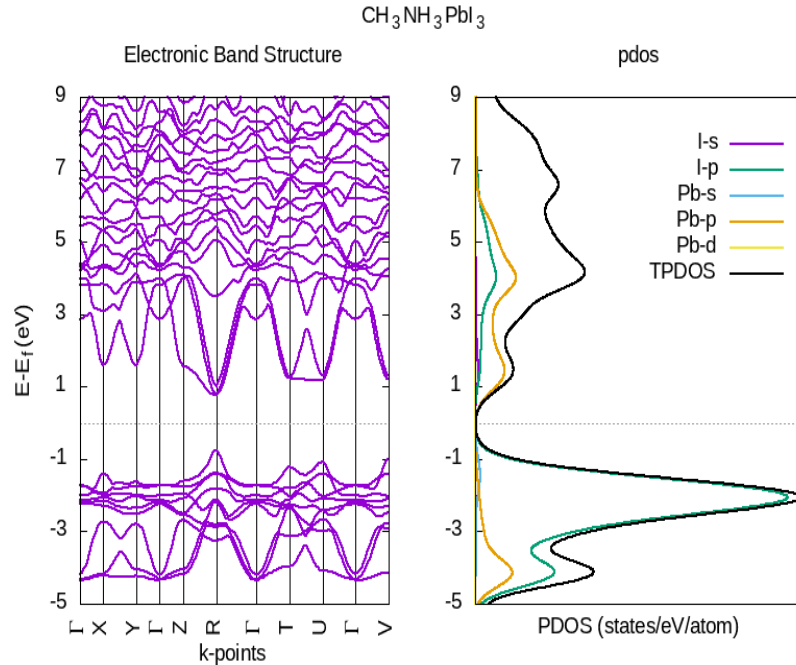 CH₃NH₃PbI₃
Electronic Band Structure
pdos
E-E_f (eV)
9
7
5
3
1
-1
-3
-5
Γ X Y Γ Z R Γ T U Γ V
k-points
9
7
5
3
1
-1
-3
-5
I-s
I-p
Pb-s
Pb-p
Pb-d
TPDOS
PDOS (states/eV/atom)